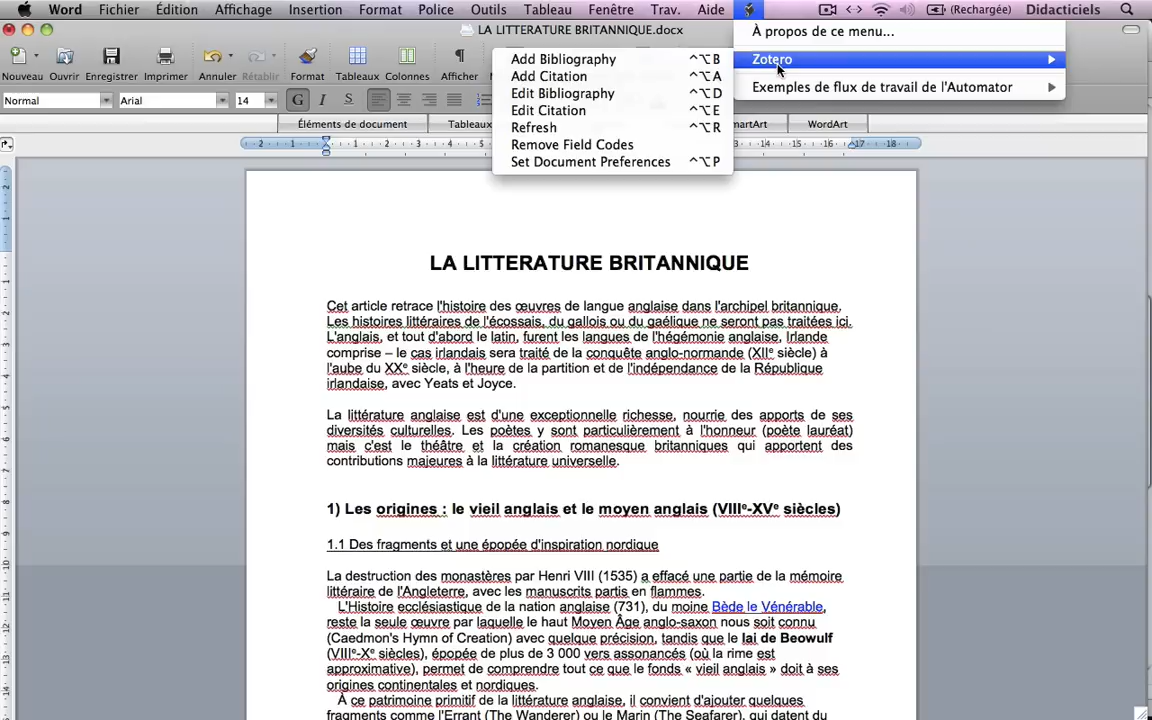 Word Fichier Édition Affichage Insertion Format Police Outils Tableau Fenêtre Trav. Aide (Rechargée) Didacticiels
LA LITTERATURE BRITANNIQUE.docx
À propos de ce menu...
Zotero
Exemples de flux de travail de l'Automator
Add Bibliography ^⌥B
Add Citation ^⌥A
Edit Bibliography ^⌥D
Edit Citation ^⌥E
Refresh ^⌥R
Remove Field Codes
Set Document Preferences ^⌥P
Nouveau Ouvrir Enregistrer Imprimer Annuler Rétablir Format Tableaux Colonnes Afficher
Normal Arial 14 G
Éléments de document Tableaux martArt WordArt
2 1 1 2 3 4 5 14 15 16 17 18
LA LITTERATURE BRITANNIQUE
Cet article retrace l'histoire des œuvres de langue anglaise dans l'archipel britannique.
Les histoires littéraires de l'écossais, du gallois ou du gaélique ne seront pas traitées ici.
L'anglais, et tout d'abord le latin, furent les langues de l'hégémonie anglaise, Irlande
comprise – le cas irlandais sera traité de la conquête anglo-normande (XIIe siècle) à
l'aube du XXe siècle, à l'heure de la partition et de l'indépendance de la République
irlandaise, avec Yeats et Joyce.
La littérature anglaise est d'une exceptionnelle richesse, nourrie des apports de ses
diversités culturelles. Les poètes y sont particulièrement à l'honneur (poète lauréat)
mais c'est le théâtre et la création romanesque britanniques qui apportent des
contributions majeures à la littérature universelle.
1) Les origines : le vieil anglais et le moyen anglais (VIIIe-XVe siècles)
1.1 Des fragments et une épopée d'inspiration nordique
La destruction des monastères par Henri VIII (1535) a effacé une partie de la mémoire
littéraire de l'Angleterre, avec les manuscrits partis en flammes.
L'Histoire ecclésiastique de la nation anglaise (731), du moine Bède le Vénérable,
reste la seule œuvre par laquelle le haut Moyen Âge anglo-saxon nous soit connu
(Caedmon's Hymn of Creation) avec quelque précision, tandis que le lai de Beowulf
(VIIIe-Xe siècles), épopée de plus de 3 000 vers assonancés (où la rime est
approximative), permet de comprendre tout ce que le fonds « vieil anglais » doit à ses
origines continentales et nordiques.
À ce patrimoine primitif de la littérature anglaise, il convient d'ajouter quelques
fragments comme l'Errant (The Wanderer) ou le Marin (The Seafarer), qui datent du